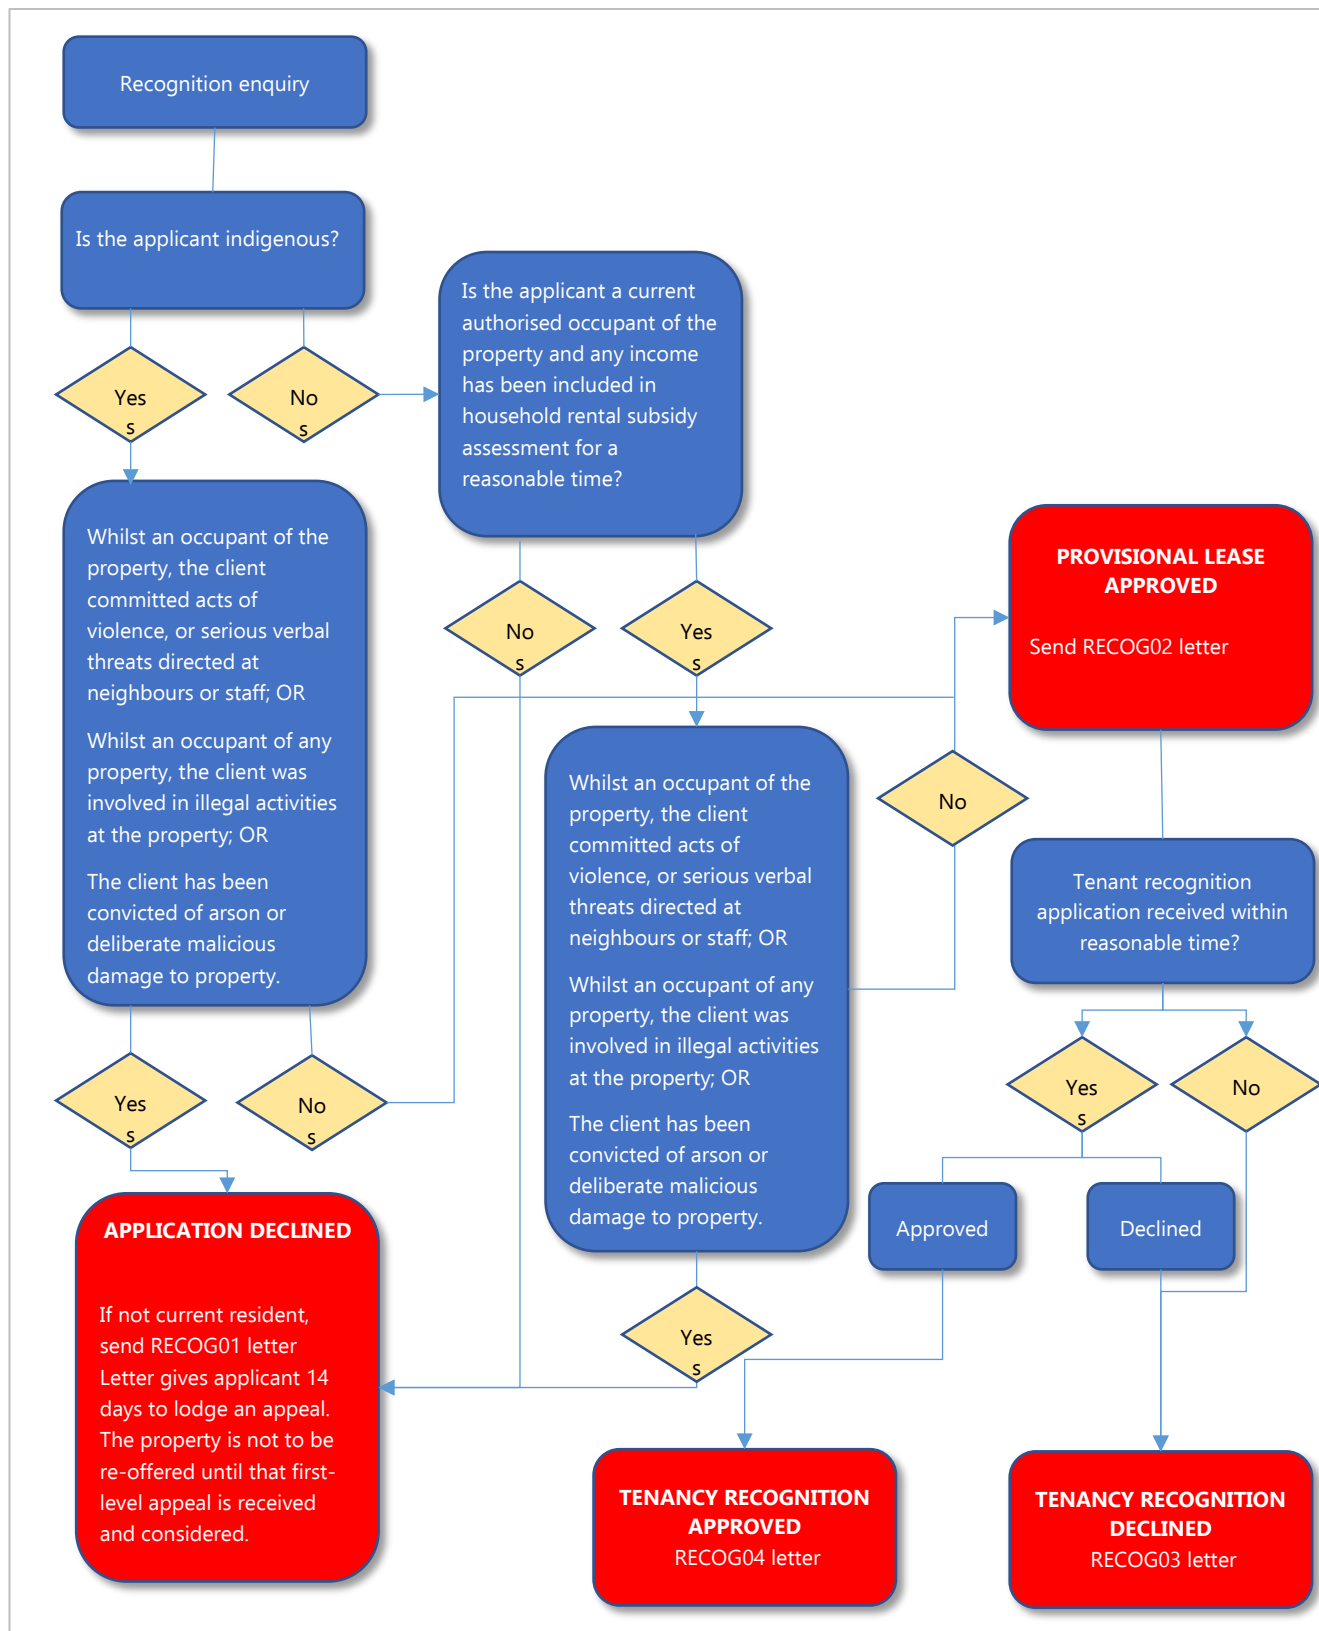 Recognition enquiry
Is the applicant indigenous?
Yes
s
No
s
Is the applicant a current
authorised occupant of the
property and any income
has been included in
household rental subsidy
assessment for a
reasonable time?
Whilst an occupant of the
property, the client
committed acts of
violence, or serious verbal
threats directed at
neighbours or staff; OR
Whilst an occupant of any
property, the client was
involved in illegal activities
at the property; OR
The client has been
convicted of arson or
deliberate malicious
damage to property.
No
s
Yes
s
PROVISIONAL LEASE
APPROVED
Send RECOG02 letter
Whilst an occupant of the
property, the client
committed acts of
violence, or serious verbal
threats directed at
neighbours or staff; OR
Whilst an occupant of any
property, the client was
involved in illegal activities
at the property; OR
The client has been
convicted of arson or
deliberate malicious
damage to property.
No
Tenant recognition
application received within
reasonable time?
Yes
s
No
s
Yes
s
No
Approved
Declined
APPLICATION DECLINED
If not current resident,
send RECOG01 letter
Letter gives applicant 14
days to lodge an appeal.
The property is not to be
re-offered until that first-
level appeal is received
and considered.
Yes
s
TENANCY RECOGNITION
APPROVED
RECOG04 letter
TENANCY RECOGNITION
DECLINED
RECOG03 letter